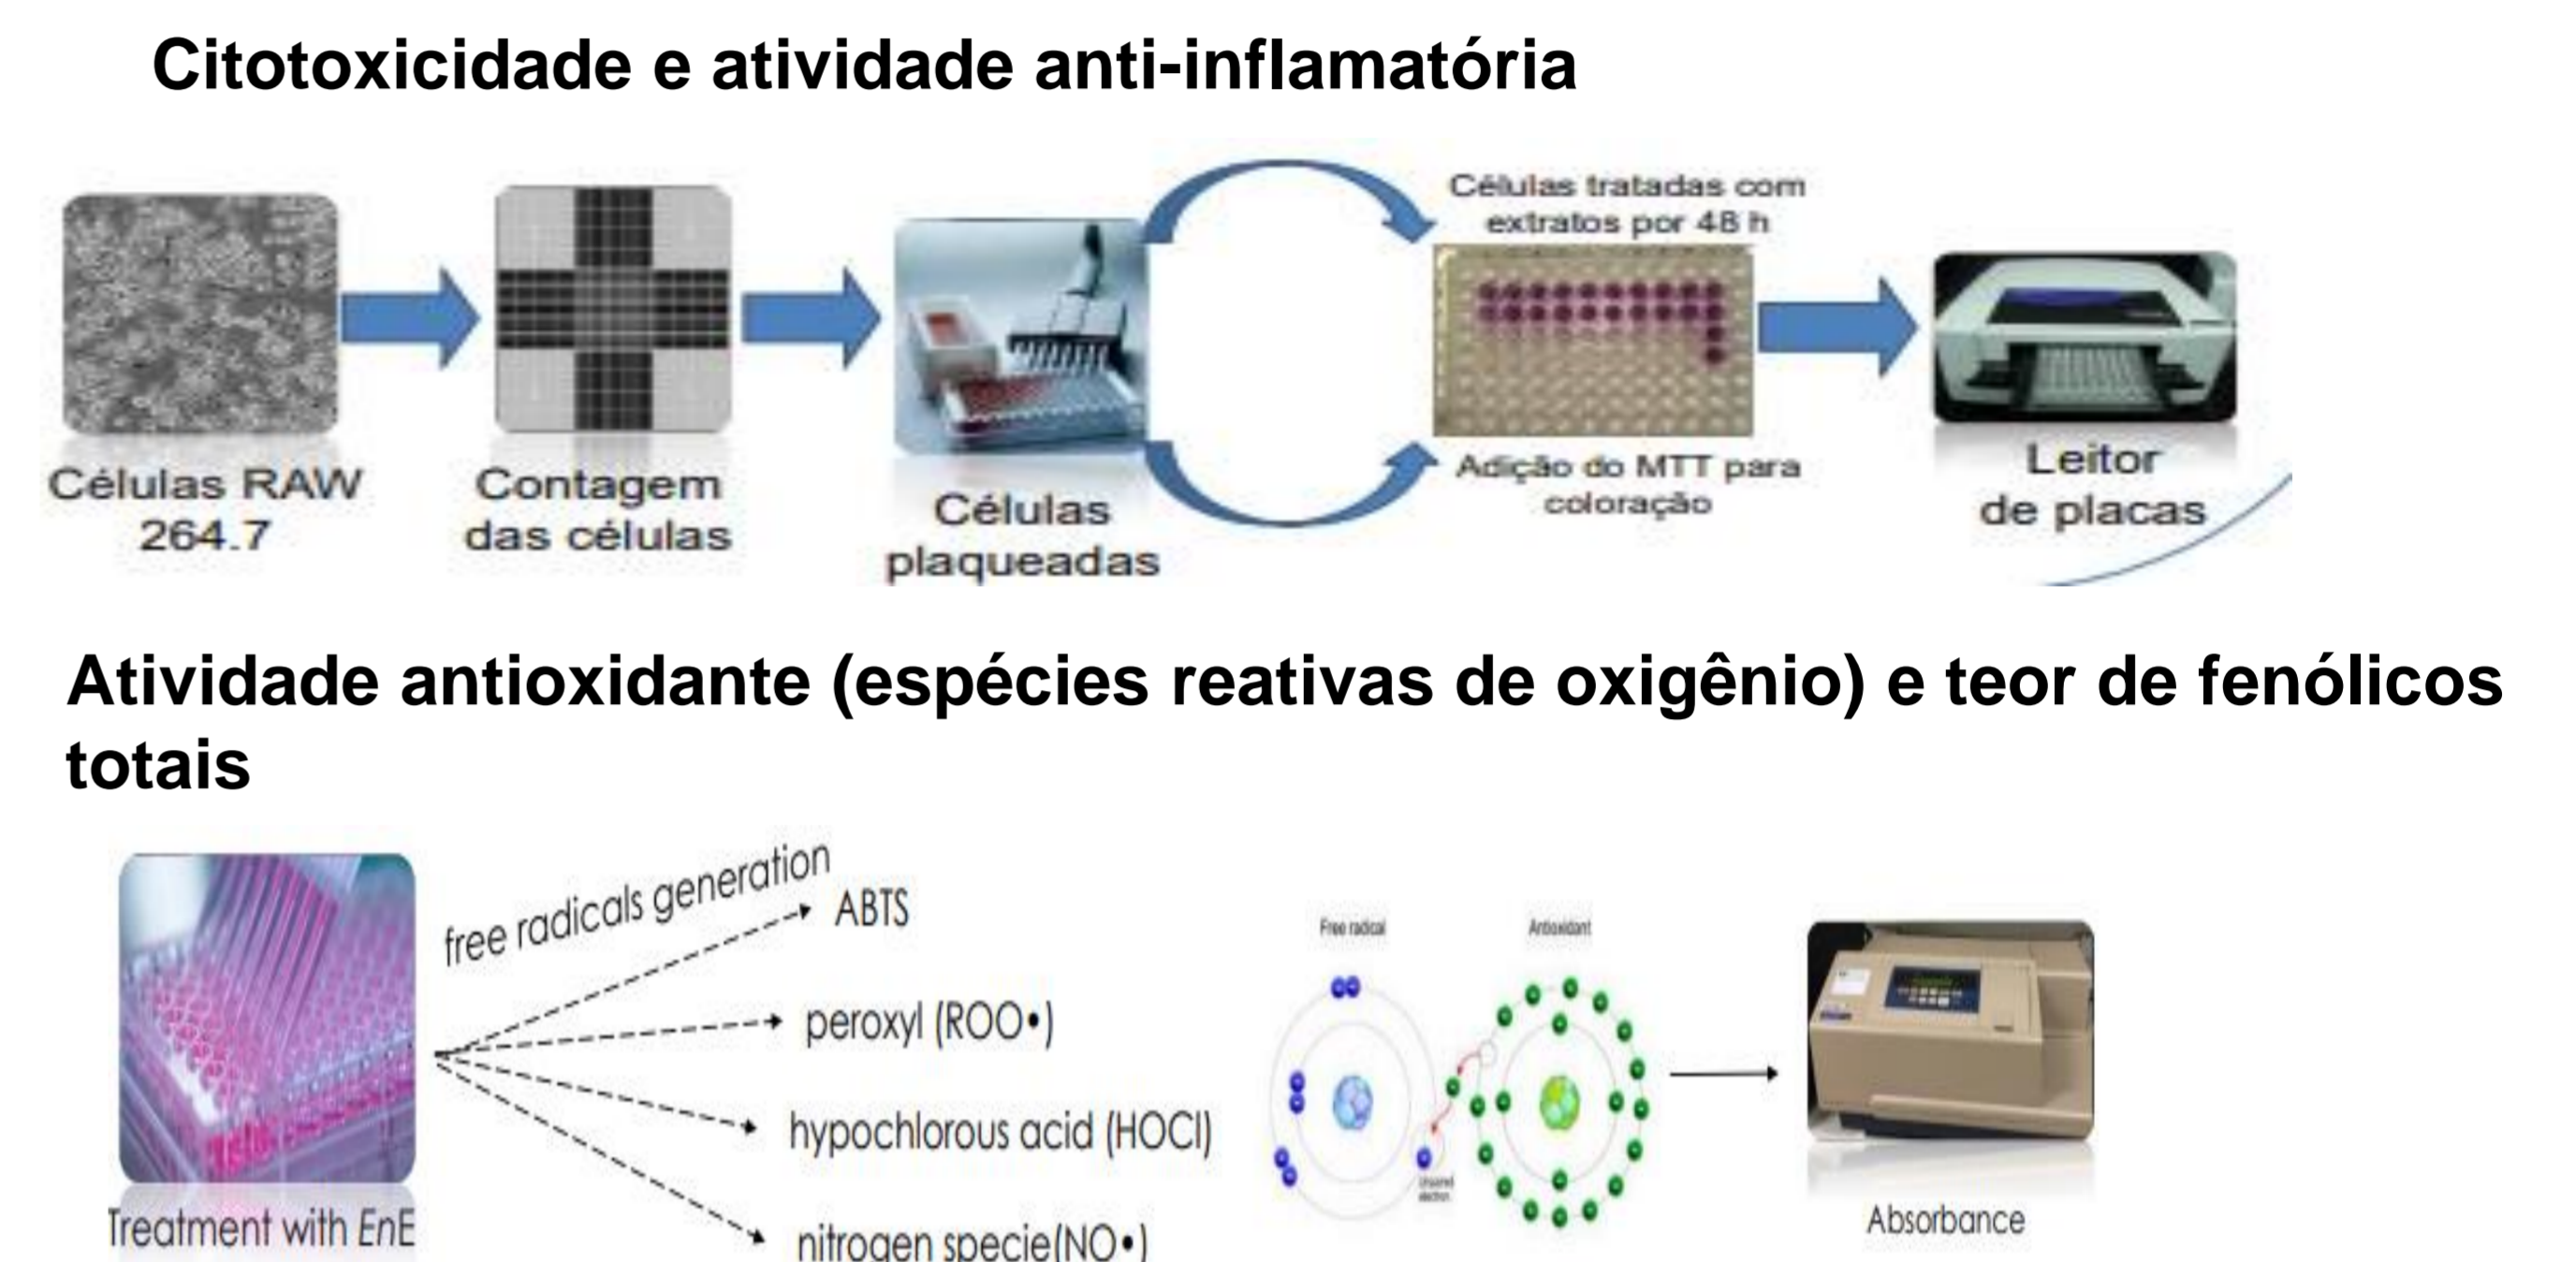 Citotoxicidade e atividade anti-inflamatória
Células RAW
264.7
Contagem
das células
Células
plaqueadas
Células tratadas com
extratos por 48 h
Adição do MTT para
coloração
Leitor
de placas
Atividade antioxidante (espécies reativas de oxigênio) e teor de fenólicos
totais
Treatment with EnE
free radicals generation
ABTS
peroxyl (ROO•)
hypochlorous acid (HOCl)
nitrogen specie(NO•)
Free radical
Antioxidant
Unpaired
electron
Absorbance